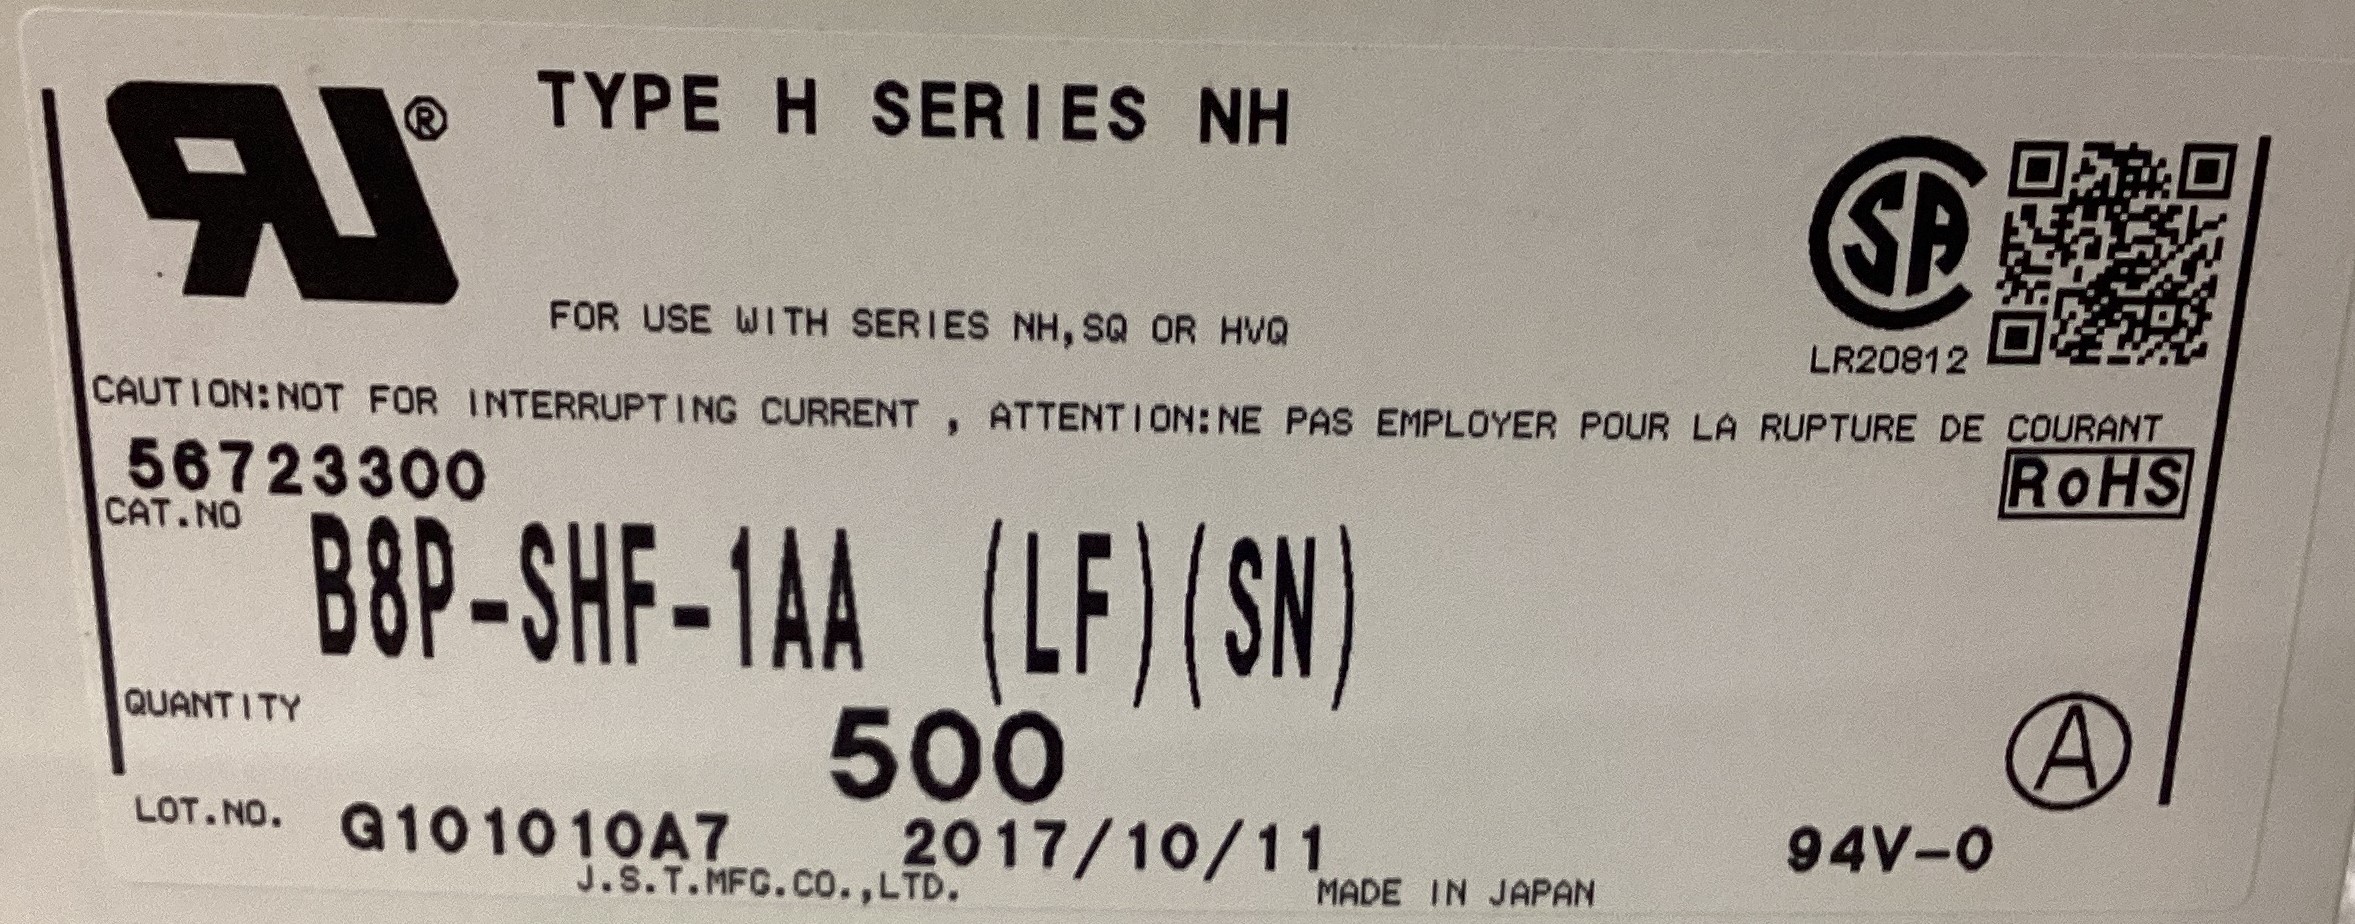 RU®
TYPE H SERIES NH
FOR USE WITH SERIES NH,SQ OR HVQ
SA
LR20812
CAUTION:NOT FOR INTERRUPTING CURRENT , ATTENTION:NE PAS EMPLOYER POUR LA RUPTURE DE COURANT
56723300
RoHS
CAT.NO
B8P-SHF-1AA (LF)(SN)
QUANTITY
500
A
LOT.NO. G101010A7 2017/10/11 94V-0
J.S.T.MFG.CO.,LTD. MADE IN JAPAN